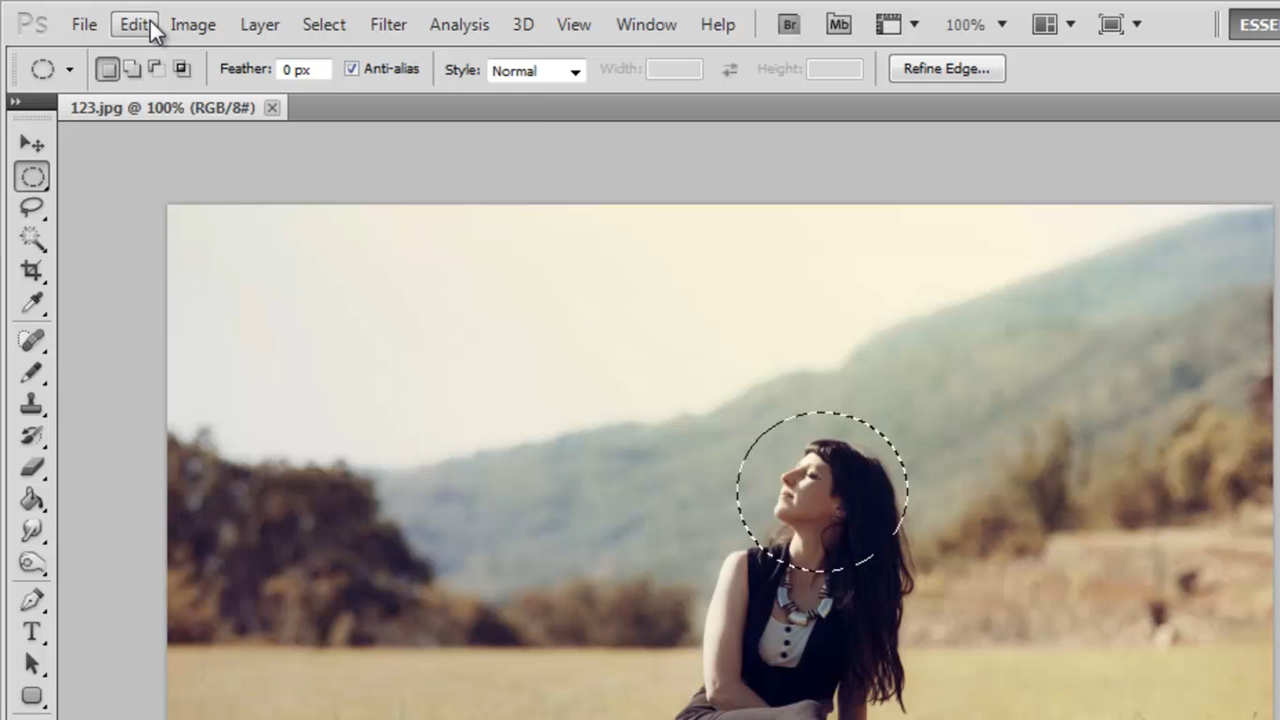 Ps File Edit Image Layer Select Filter Analysis 3D View Window Help Br Mb 100% ESSE
Feather: 0 px Anti-alias Style: Normal Width: Height: Refine Edge...
123.jpg @ 100% (RGB/8#)
T